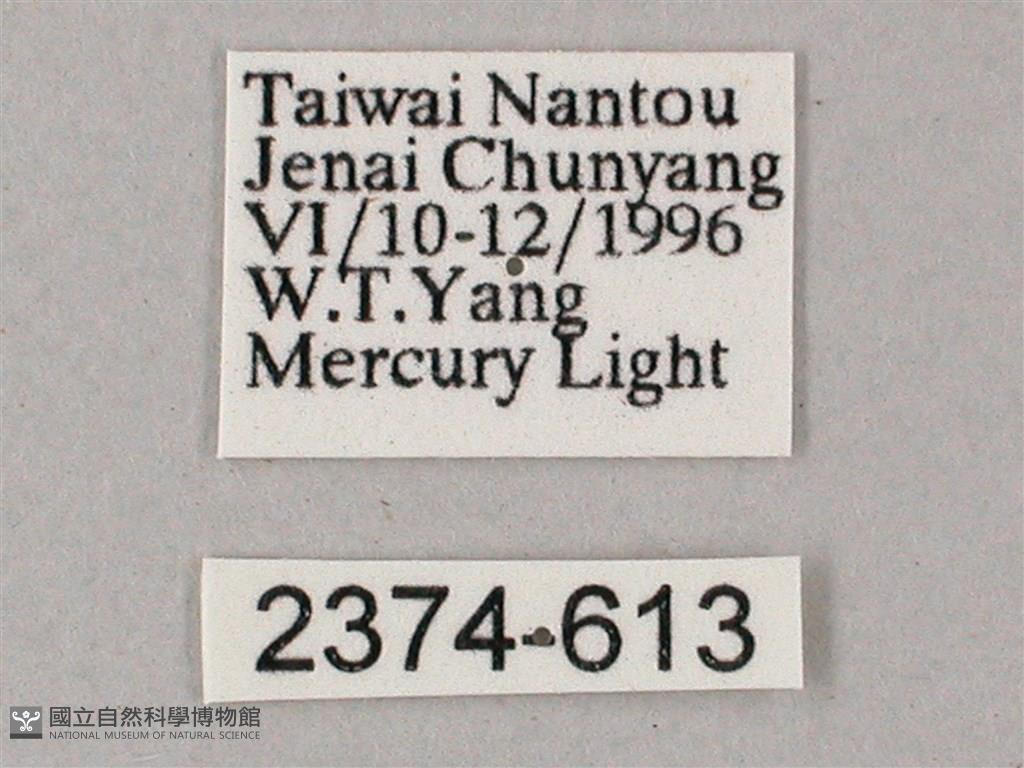 Taiwai Nantou
Jenai Chunyang
VI/10-12/1996
W.T.Yang
Mercury Light
2374-613
國立自然科學博物館
NATIONAL MUSEUM OF NATURAL SCIENCE